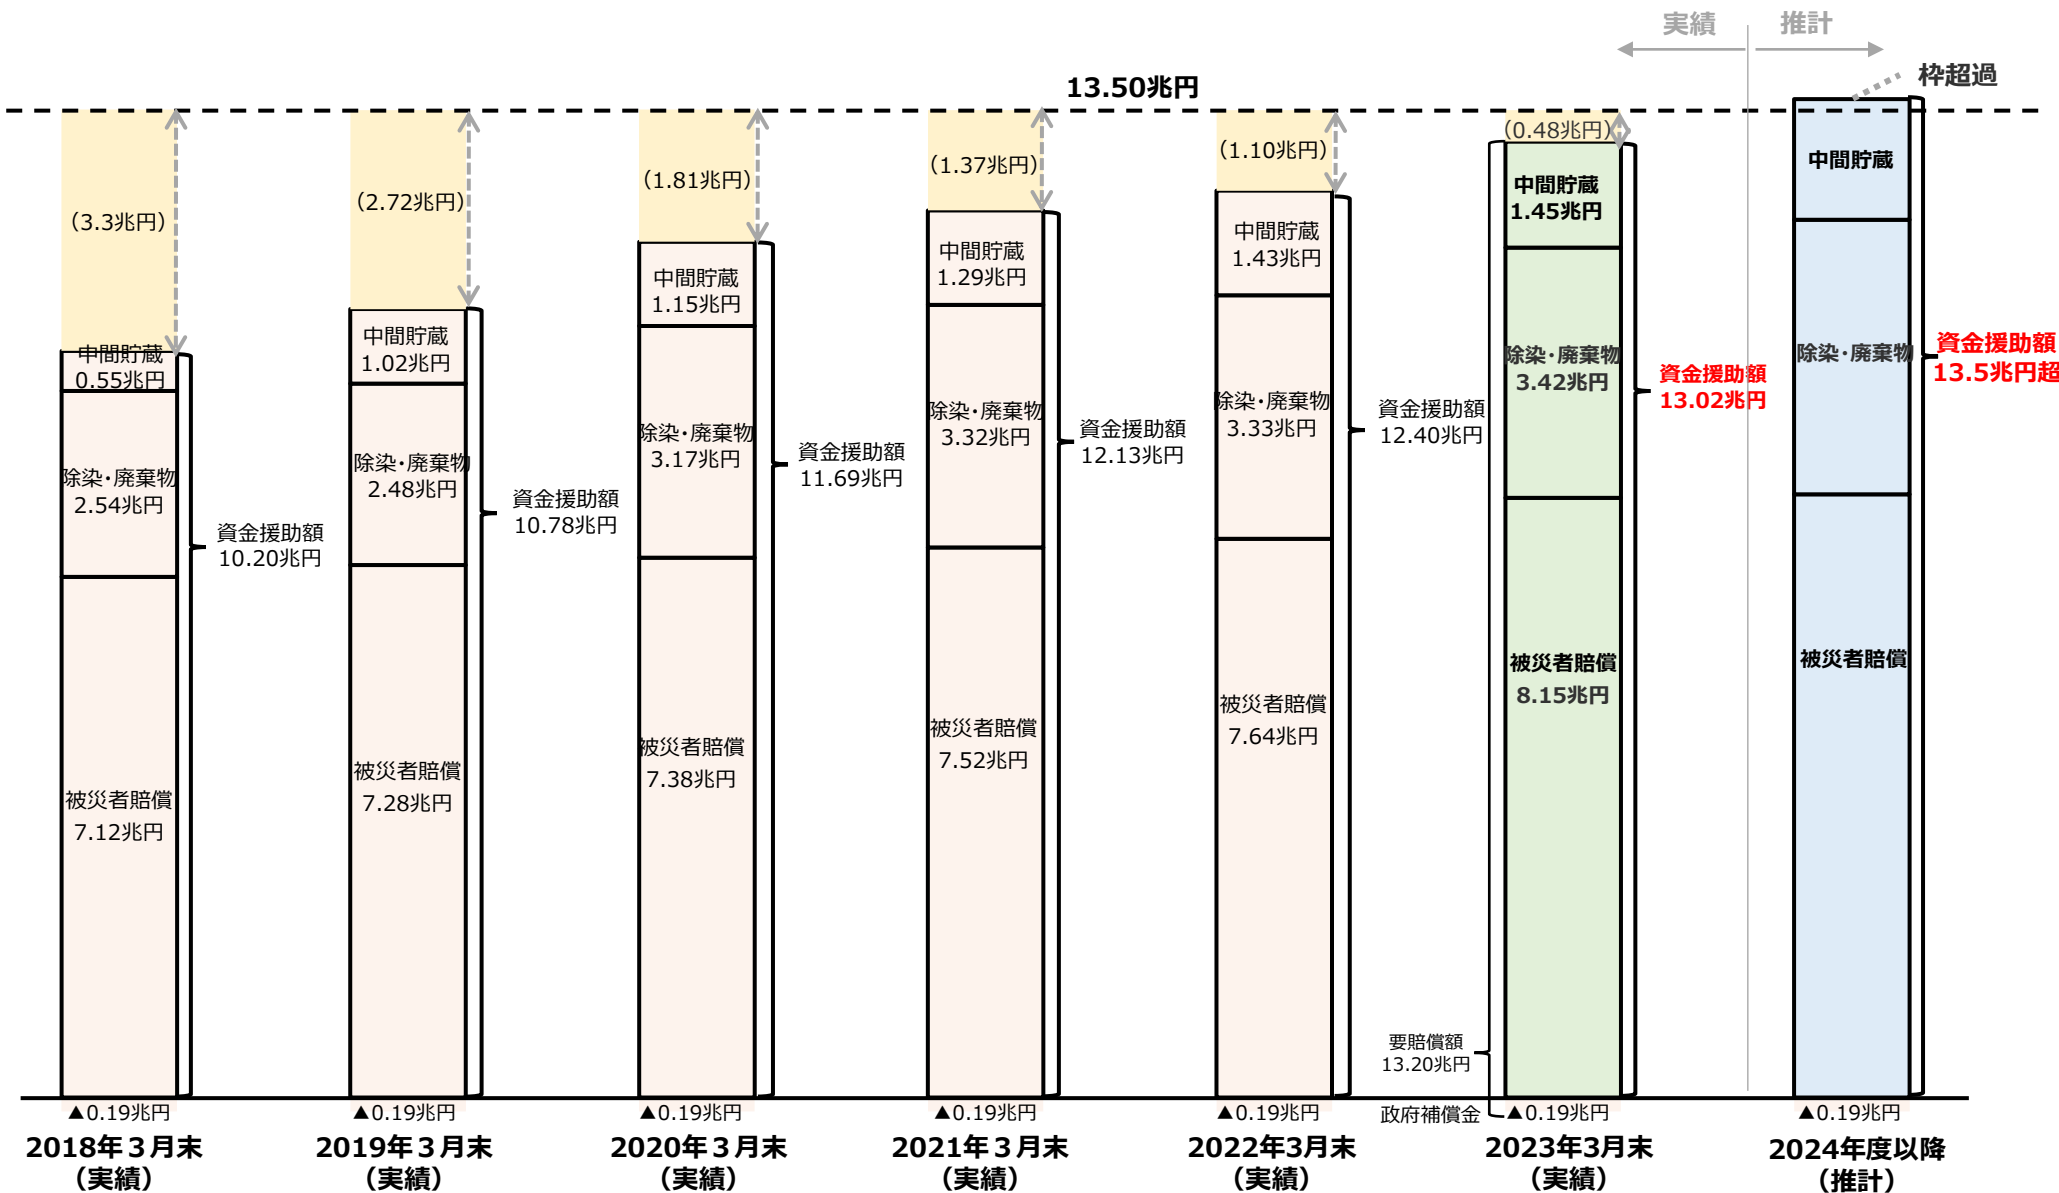 実績
推計
13.50兆円
枠超過
(3.3兆円)
中間貯蔵
0.55兆円
除染・廃棄物
2.54兆円
被災者賠償
7.12兆円
資金援助額
10.20兆円
▲0.19兆円
2018年３月末
(実績)
(2.72兆円)
中間貯蔵
1.02兆円
除染・廃棄物
2.48兆円
被災者賠償
7.28兆円
資金援助額
10.78兆円
▲0.19兆円
2019年３月末
(実績)
(1.81兆円)
中間貯蔵
1.15兆円
除染・廃棄物
3.17兆円
被災者賠償
7.38兆円
資金援助額
11.69兆円
▲0.19兆円
2020年３月末
(実績)
(1.37兆円)
中間貯蔵
1.29兆円
除染・廃棄物
3.32兆円
被災者賠償
7.52兆円
資金援助額
12.13兆円
▲0.19兆円
2021年３月末
(実績)
(1.10兆円)
中間貯蔵
1.43兆円
除染・廃棄物
3.33兆円
被災者賠償
7.64兆円
資金援助額
12.40兆円
▲0.19兆円
2022年3月末
(実績)
(0.48兆円)
中間貯蔵
1.45兆円
除染・廃棄物
3.42兆円
被災者賠償
8.15兆円
資金援助額
13.02兆円
要賠償額
13.20兆円
政府補償金
▲0.19兆円
2023年3月末
(実績)
中間貯蔵
除染・廃棄物
被災者賠償
資金援助額
13.5兆円超
▲0.19兆円
2024年度以降
(推計)